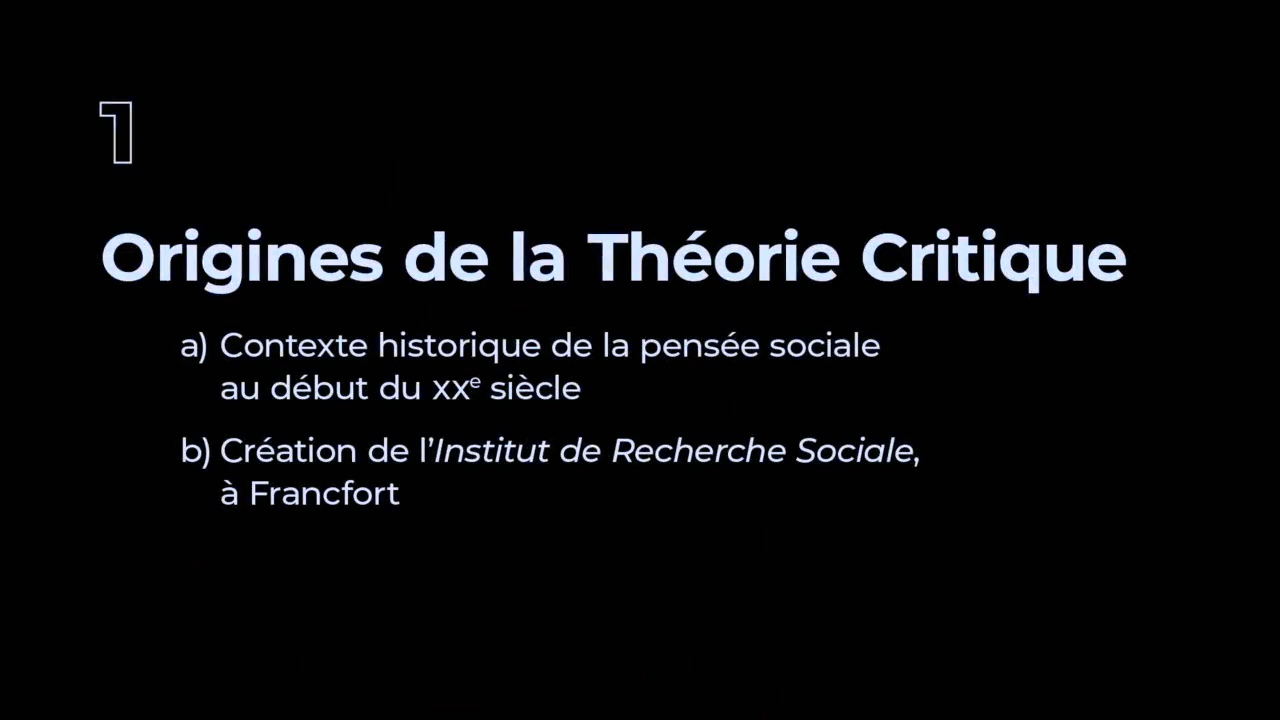 1
Origines de la Théorie Critique
a) Contexte historique de la pensée sociale
au début du XXe siècle
b) Création de l’Institut de Recherche Sociale,
à Francfort